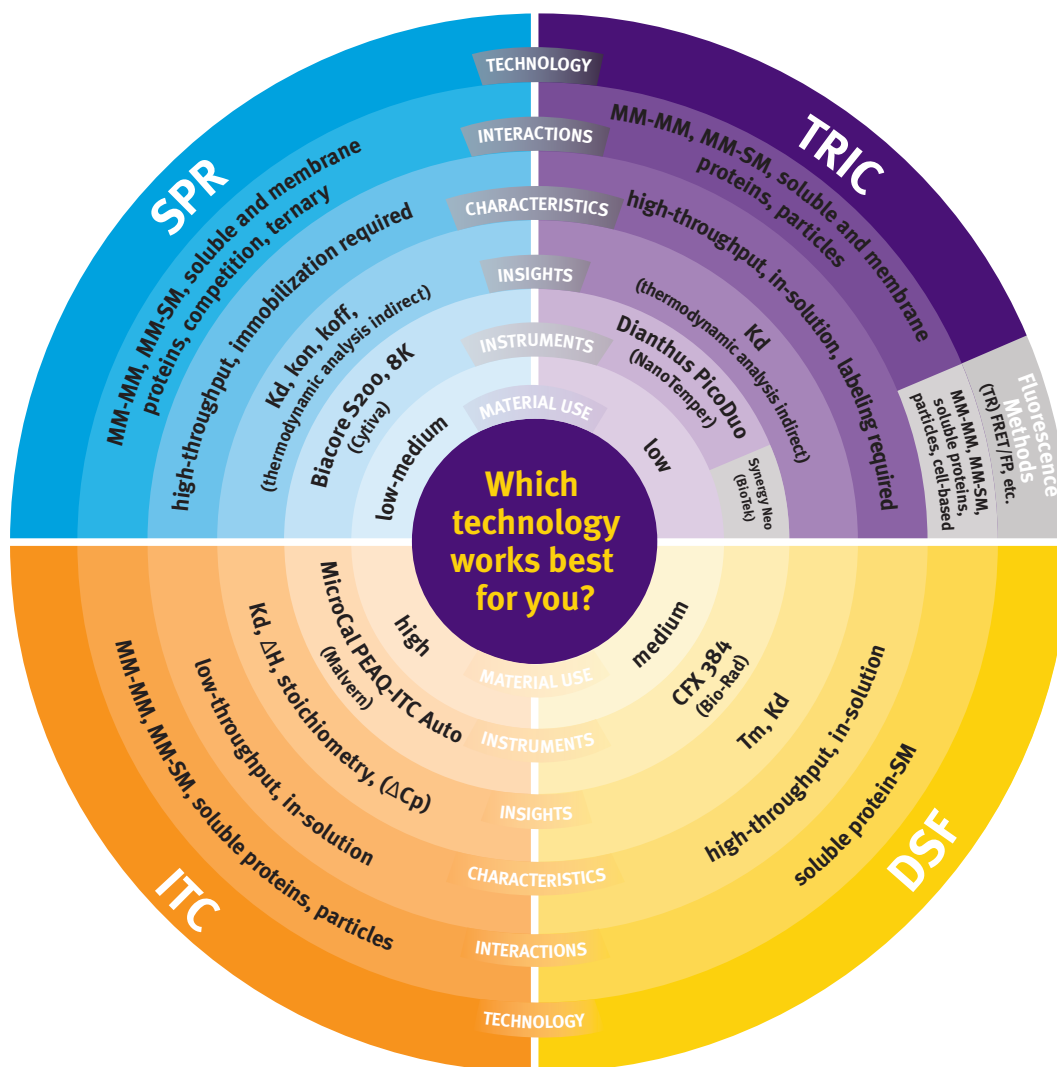 TECHNOLOGY
INTERACTIONS
CHARACTERISTICS
INSIGHTS
INSTRUMENTS
MATERIAL USE
Which
technology
works best
for you?
SPR
MM-MM, MM-SM, soluble and membrane
proteins, competition, ternary
high-throughput, immobilization required
Kd, kon, koff,
(thermodynamic analysis indirect)
Biacore S200, 8K
(Cytiva)
low-medium
TRIC
MM-MM, MM-SM, soluble and membrane
proteins, particles
high-throughput, in-solution, labeling required
Kd
(thermodynamic analysis indirect)
Dianthus PicoDuo
(NanoTemper)
low
Fluorescence
Methods
(TR) FRET/FP, etc.
MM-MM, MM-SM,
soluble proteins,
particles, cell-based
Synergy Neo
(BioTek)
ITC
MM-MM, MM-SM, soluble proteins, particles
low-throughput, in-solution
Kd, △H, stoichiometry, (△Cp)
MicroCal PEAQ-ITC Auto
(Malvern)
high
DSF
soluble protein-SM
high-throughput, in-solution
Tm, Kd
CFX 384
(Bio-Rad)
medium
MATERIAL USE
INSTRUMENTS
INSIGHTS
CHARACTERISTICS
INTERACTIONS
TECHNOLOGY